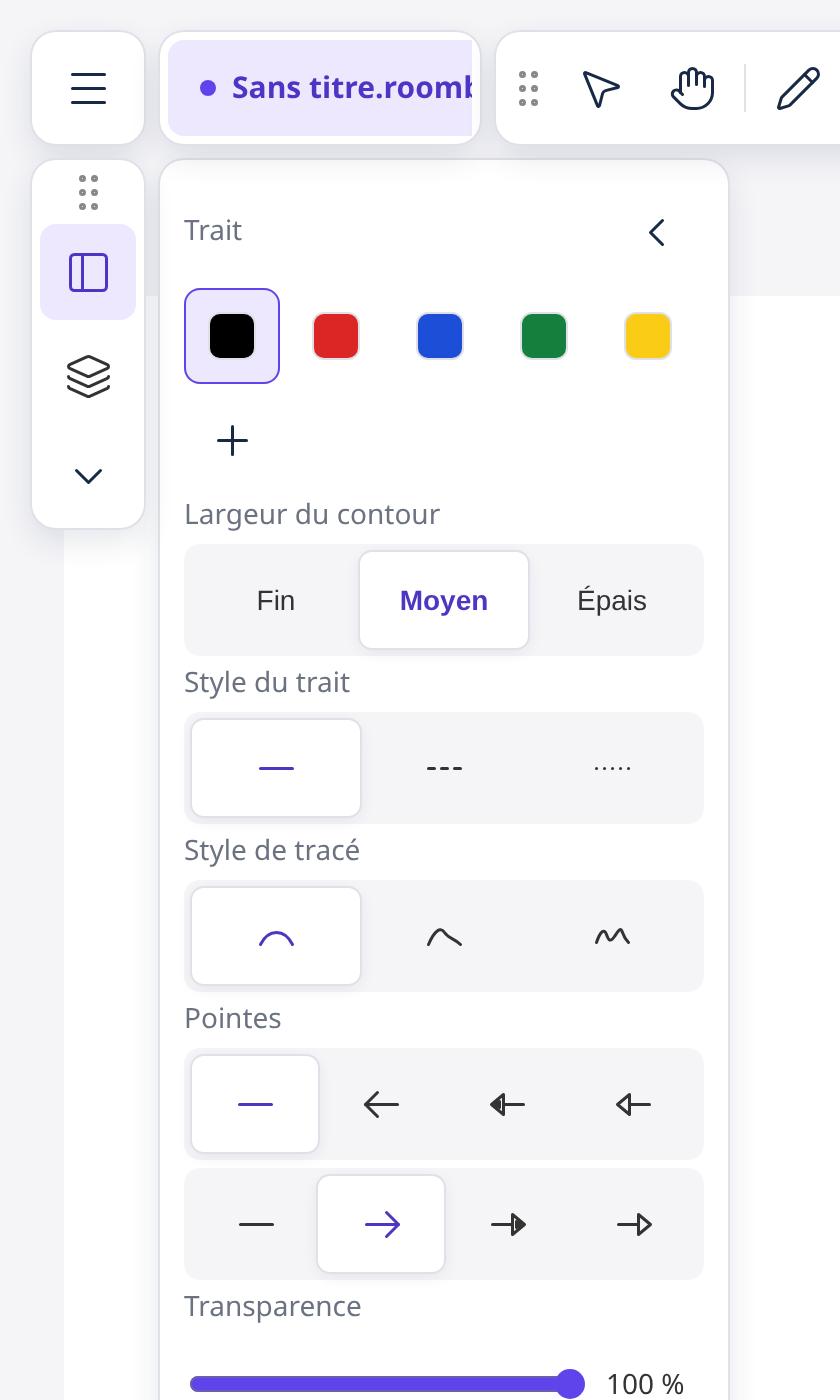 Sans titre.roomb
Trait
Largeur du contour
Fin Moyen Épais
Style du trait
Style de tracé
Pointes
Transparence
100 %